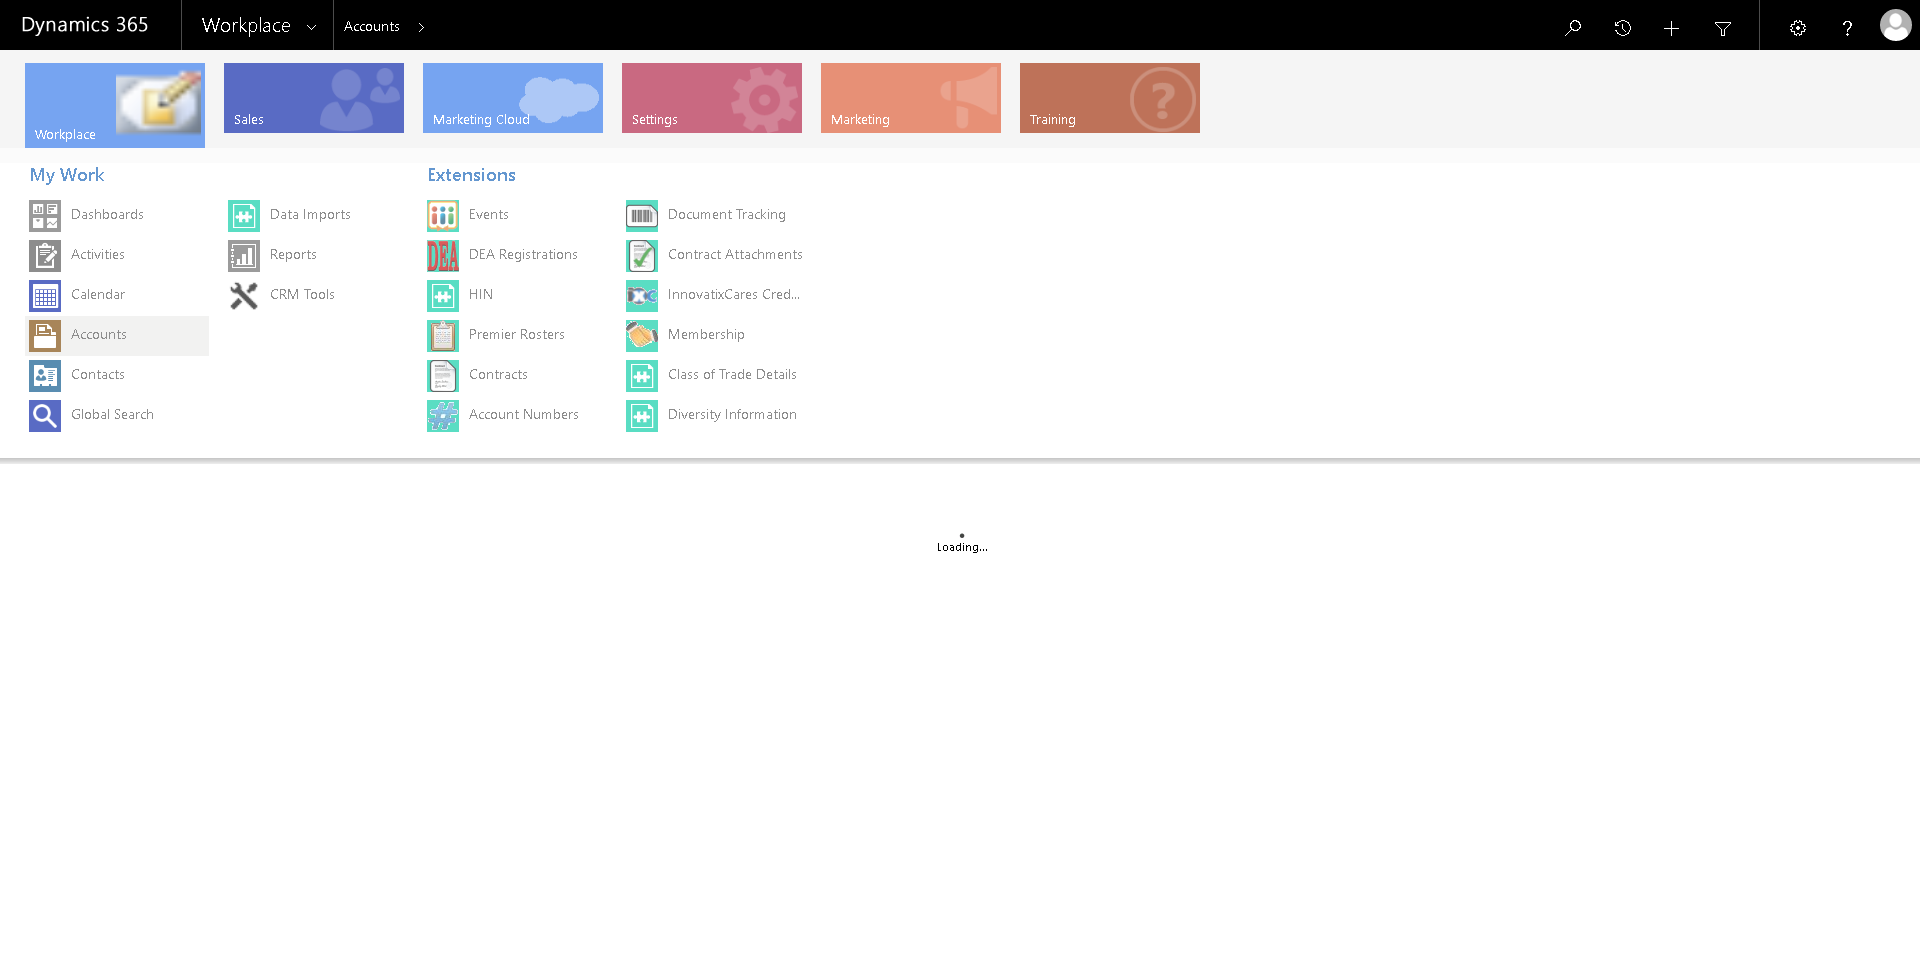 Dynamics 365
Workplace
Accounts
Workplace
Sales
Marketing Cloud
Settings
Marketing
Training
My Work
Dashboards
Activities
Calendar
Accounts
Contacts
Global Search
Data Imports
Reports
CRM Tools
Extensions
Events
DEA
DEA Registrations
HIN
Premier Rosters
Contracts
Account Numbers
Document Tracking
Contract Attachments
InnovatixCares Cred...
Membership
Class of Trade Details
Diversity Information
Loading...